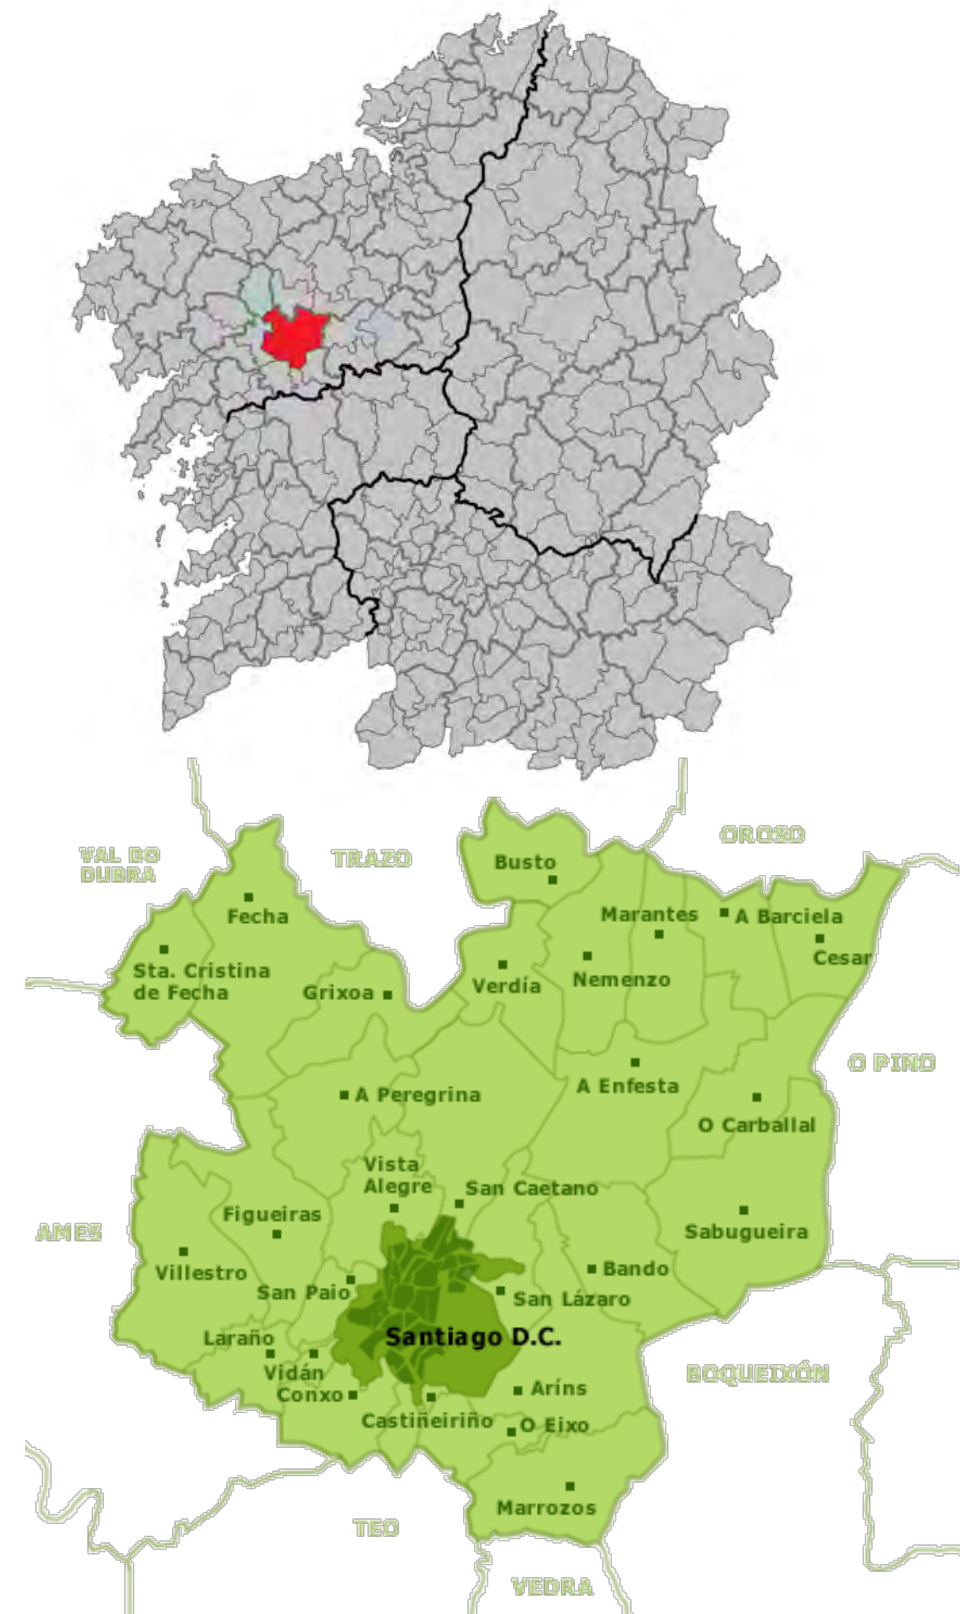 OROSO
VAL DO
DUBRA
TRAZO
Busto
Fecha
Marantes
A Barciela
Cesar
Sta. Cristina
de Fecha
Grixoa
Verdía
Nemenzo
O PINO
A Peregrina
A Enfesta
O Carballal
Vista
Alegre
San Caetano
Figueiras
AMES
Sabugueira
Villestro
San Paio
Bando
San Lázaro
Laraño
Santiago D.C.
Vidán
BOQUEIXÓN
Conxo
Aríns
Castiñeiriño
O Eixo
Marrozos
TEO
VEDRA